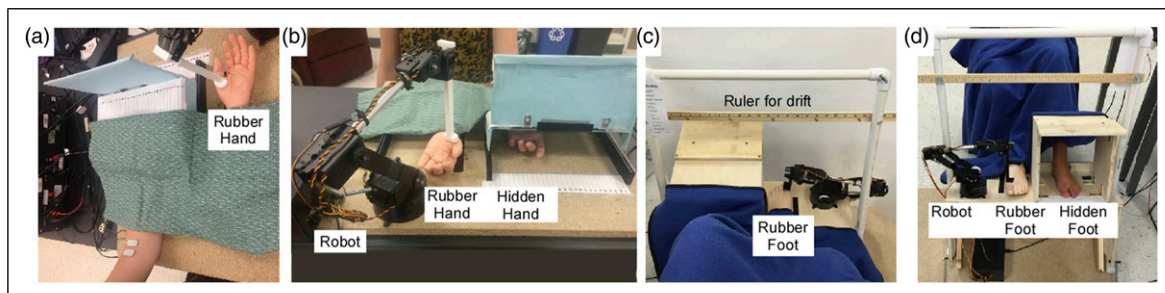 (a)
Rubber
Hand
(b)
Rubber
Hand
Hidden
Hand
Robot
(c)
Ruler for drift
Rubber
Foot
(d)
Robot
Rubber
Foot
Hidden
Foot